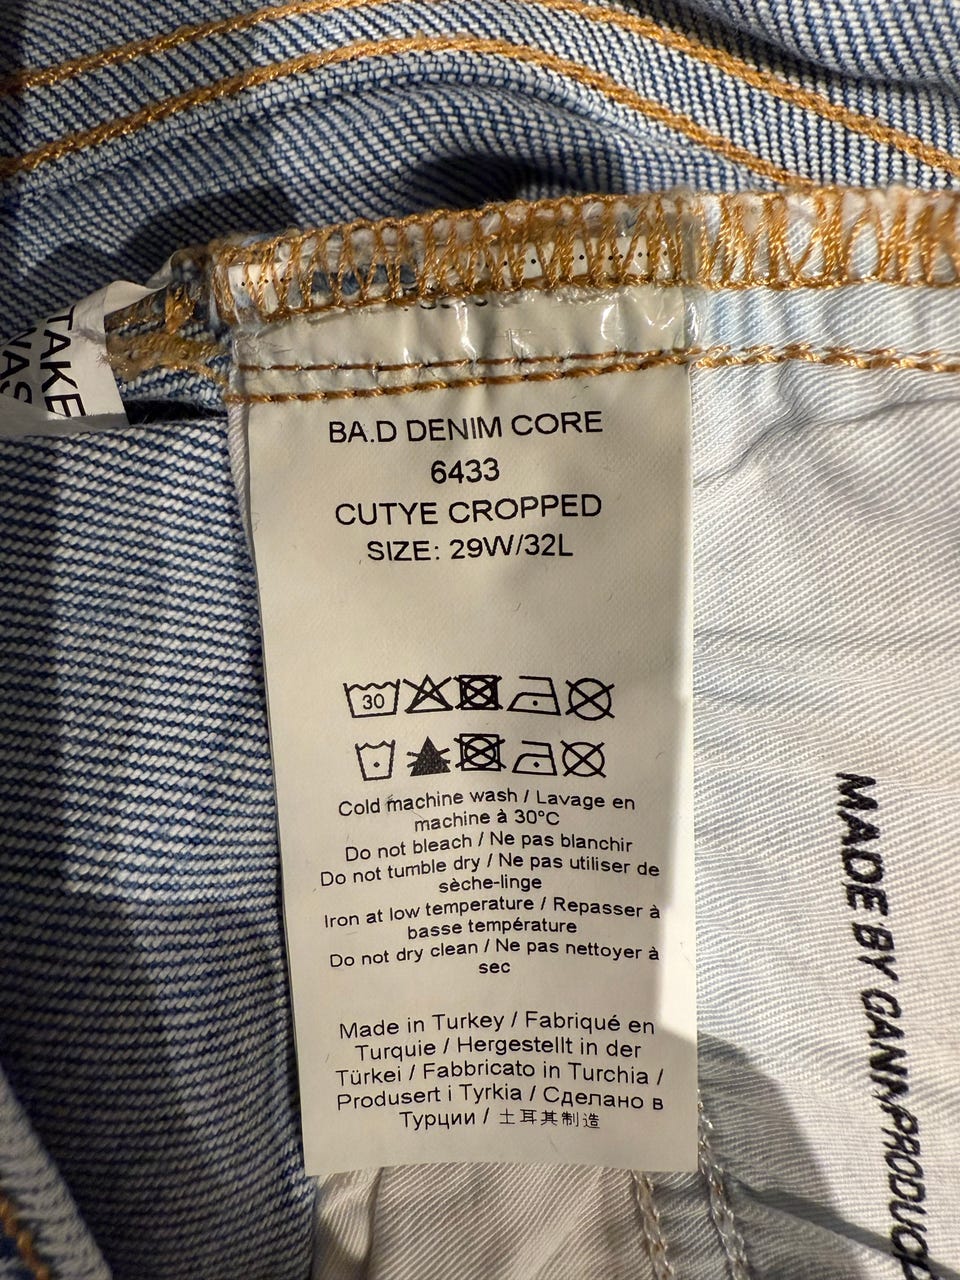 TAKE
BA.D DENIM CORE
6433
CUTYE CROPPED
SIZE: 29W/32L
30
Cold machine wash / Lavage en
machine à 30°C
Do not bleach / Ne pas blanchir
Do not tumble dry / Ne pas utiliser de
sèche-linge
Iron at low temperature / Repasser à
basse température
Do not dry clean / Ne pas nettoyer à
sec
Made in Turkey / Fabriqué en
Turquie / Hergestellt in der
Türkei / Fabbricato in Turchia /
Produsert i Tyrkia / Сделано в
Турции / 土耳其制造
MADE BY GANNI